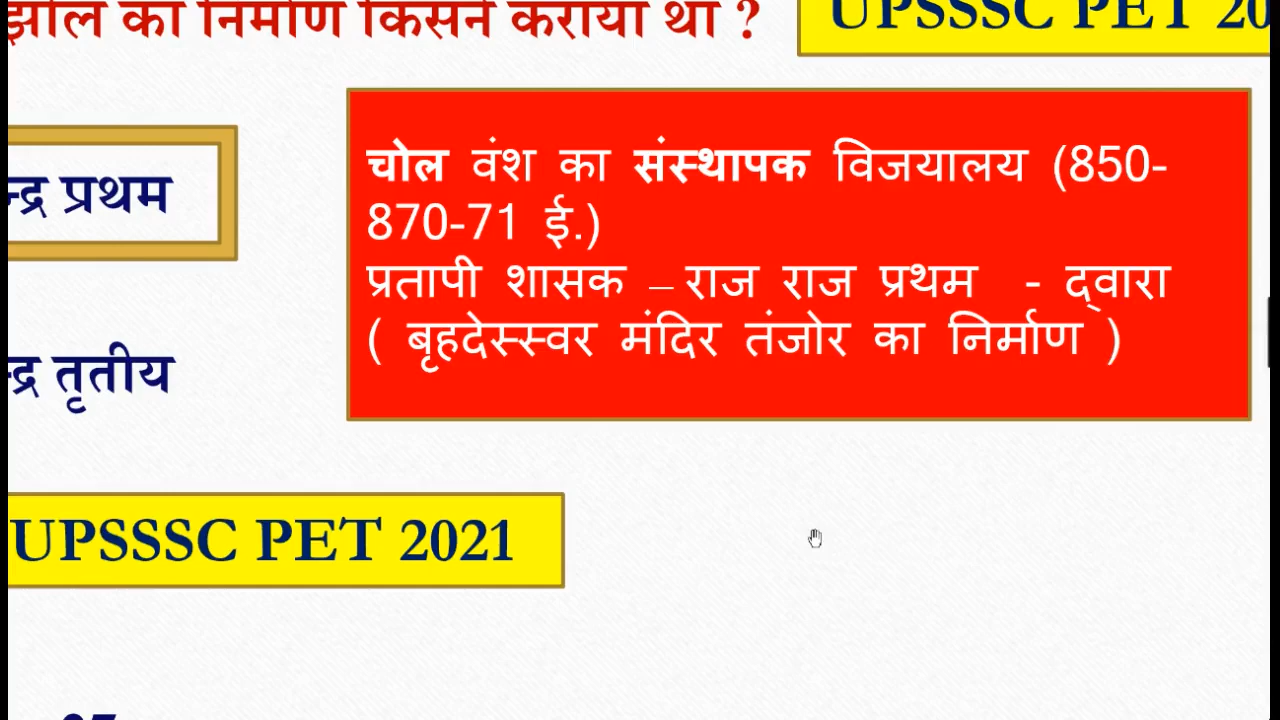 झील का निर्माण किसने कराया था ?
UPSSSC PET 20
चोल वंश का संस्थापक विजयालय (850-
870-71 ई.)
प्रतापी शासक – राज राज प्रथम - द्वारा
( बृहदेस्स्वर मंदिर तंजोर का निर्माण )
न्द्र प्रथम
न्द्र तृतीय
UPSSSC PET 2021